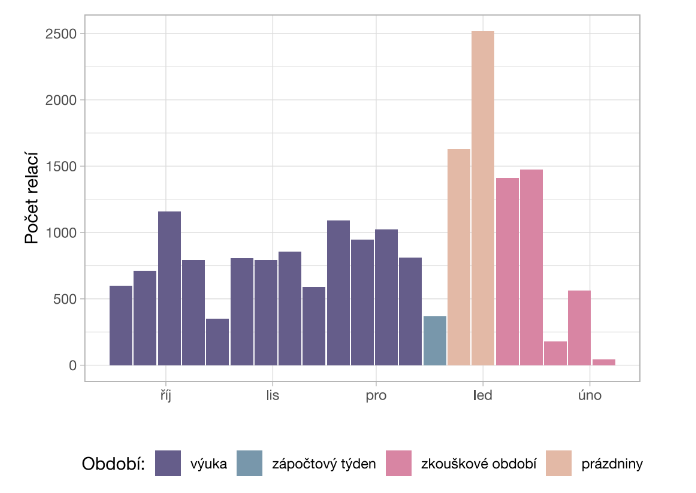 2500
2000
1500
1000
500
0
Počet relací
říj lis pro led úno
Období: výuka zápočtový týden zkouškové období prázdniny